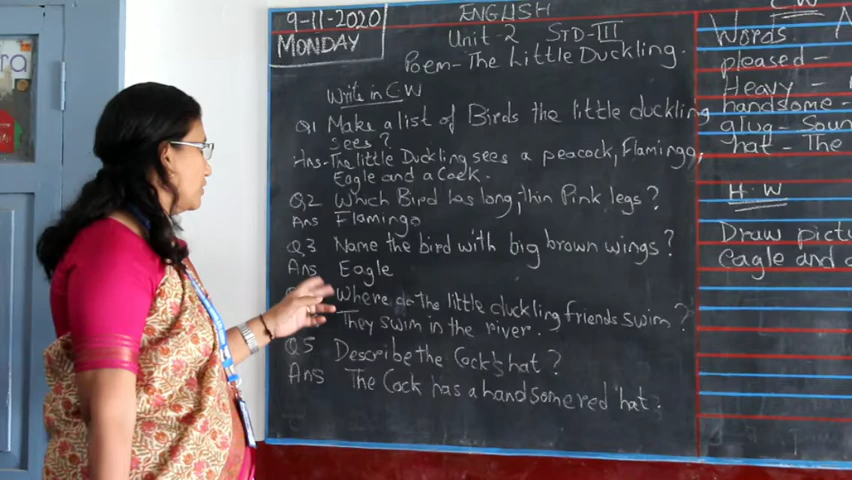 9-11-2020
MONDAY
ENGLISH
Unit-2 STD-III
Poem-The Little Duckling.
Write in C.W
Q1 Make a list of Birds the little duckling
sees?
Ans-The little Duckling sees a peacock, Flamingo,
Eagle and a Cock.
Q2 Which Bird has long, thin Pink legs?
Ans Flamingo
Q3 Name the bird with big brown wings?
Ans Eagle
Where do the little duckling friends swim?
They swim in the river.
Q5 Describe the Cock's hat?
Ans The Cock has a handsome red hat.
C W
Words
pleased -
Heavy -
handsome -
glug - Soun
hat - The
H.W
Draw pictu
eagle and
ra